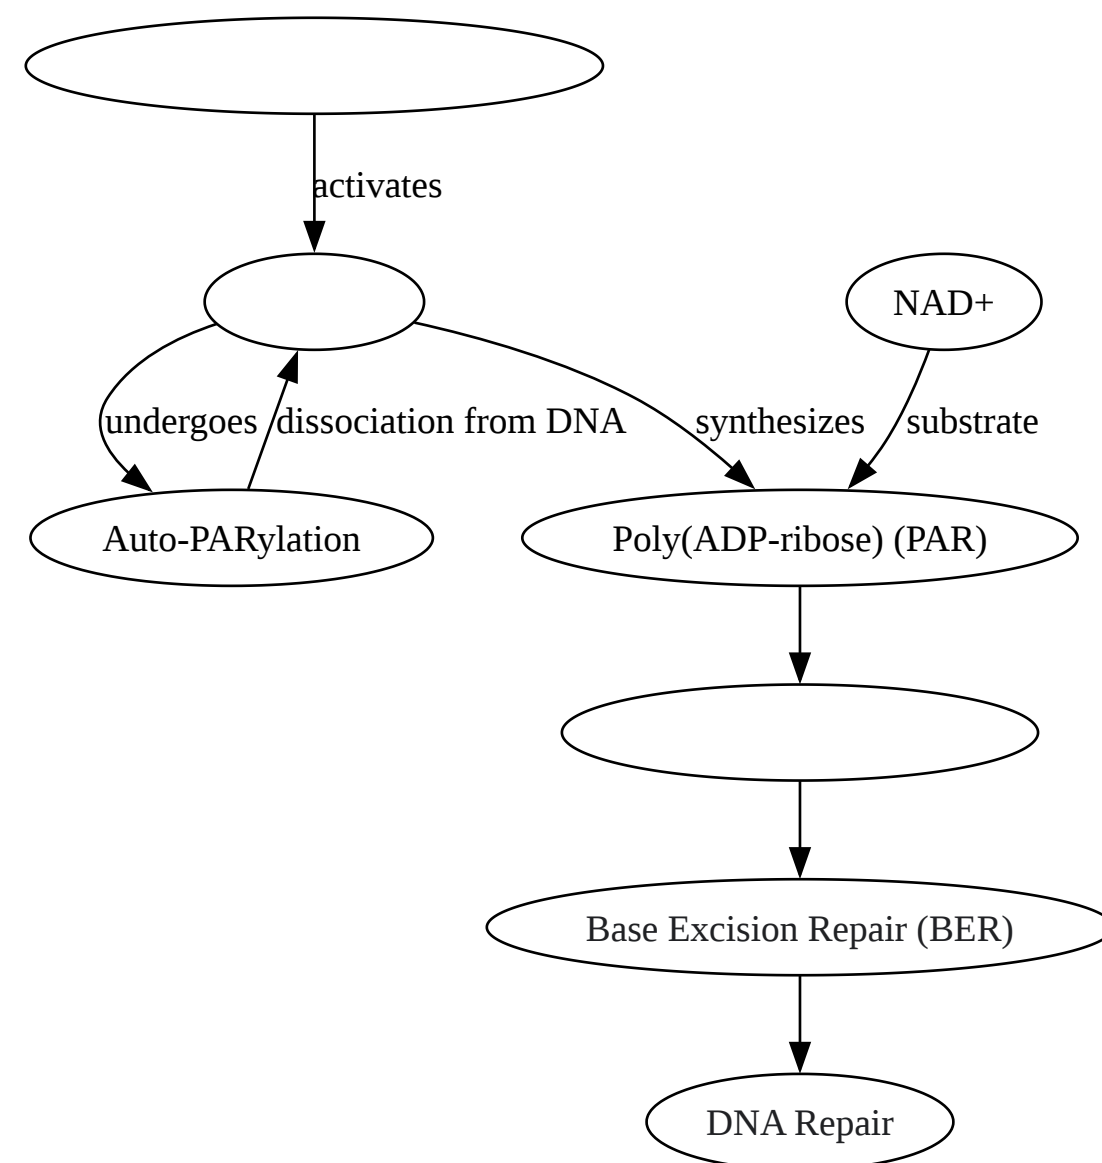 activates
NAD+
undergoes
dissociation from DNA
synthesizes
substrate
Auto-PARylation
Poly(ADP-ribose) (PAR)
Base Excision Repair (BER)
DNA Repair